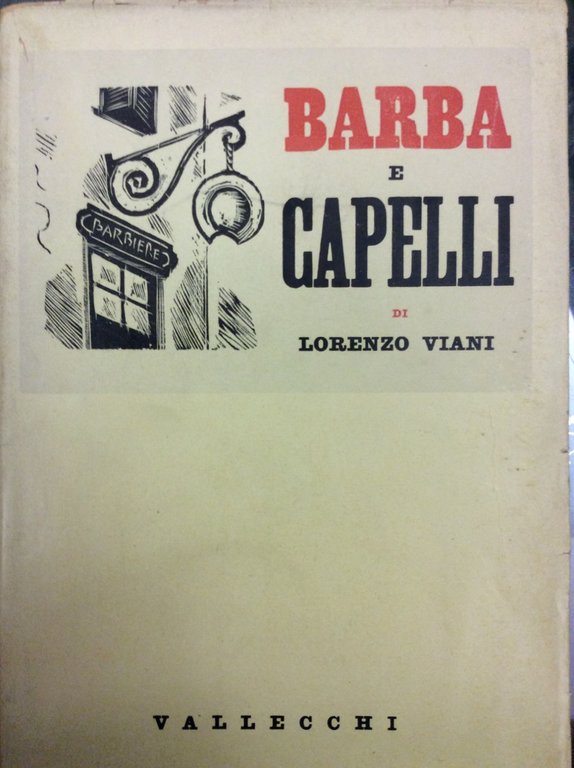 BARBIERE
BARBA
E
CAPELLI
DI
LORENZO VIANI
VALLECCHI